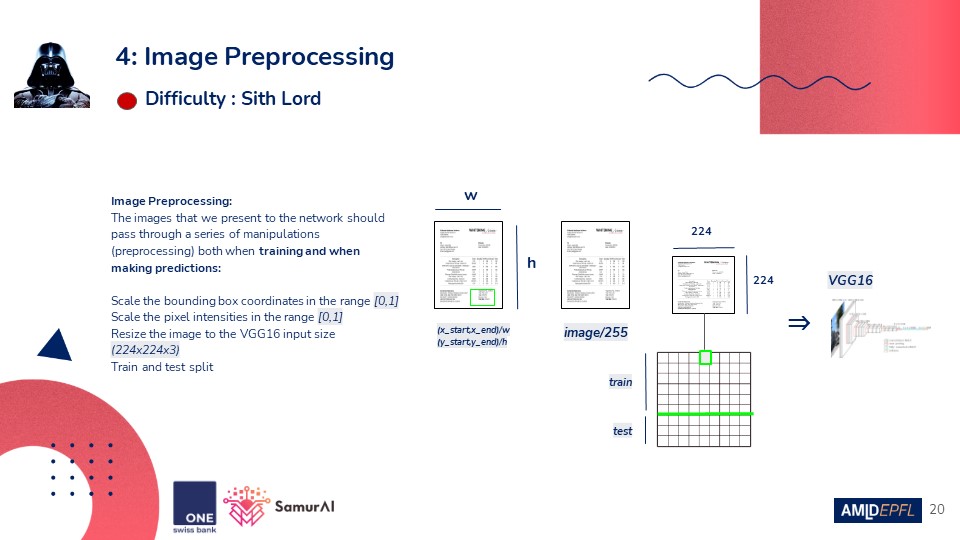 4: Image Preprocessing
Difficulty : Sith Lord
Image Preprocessing:
The images that we present to the network should
pass through a series of manipulations
(preprocessing) both when training and when
making predictions:
Scale the bounding box coordinates in the range [0,1]
Scale the pixel intensities in the range [0,1]
Resize the image to the VGG16 input size
(224x224x3)
Train and test split
w
h
(x_start,x_end)/w
(y_start,y_end)/h
image/255
224
224
⇒
VGG16
train
test
ONE
swiss bank
SamurAI
AMLDEPFL
20